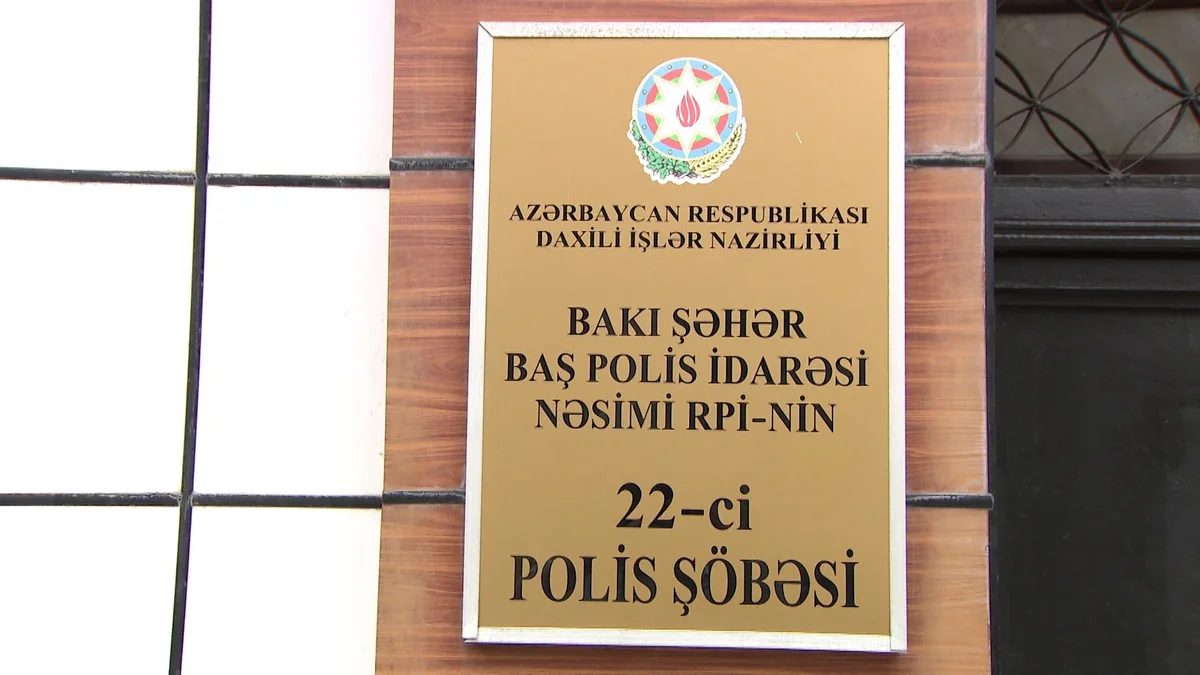 AZƏRBAYCAN RESPUBLİKASI
DAXİLİ İŞLƏR NAZİRLİYİ
BAKI ŞƏHƏR
BAŞ POLİS İDARƏSİ
NƏSİMİ RPİ-NİN
22-ci
POLİS ŞÖBƏSİ